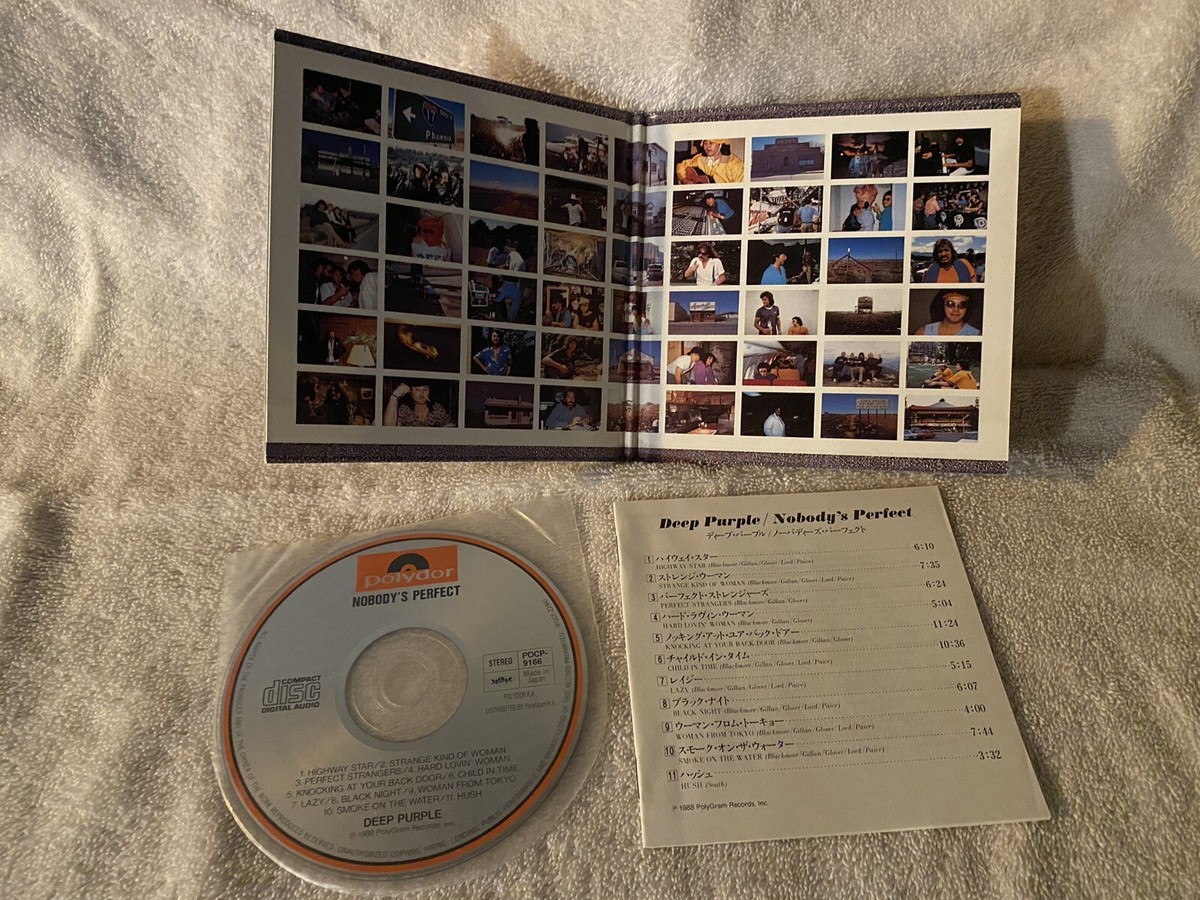 17
Phoenix
polydor
NOBODY'S PERFECT
STEREO
POCP-
9166
Made in
Japan
POLYDOR K.K.
DISTRIBUTED BY PolyGram K.K.
COMPACT
disc
DIGITAL AUDIO
1. HIGHWAY STAR/2. STRANGE KIND OF WOMAN
3. PERFECT STRANGERS/4. HARD LOVIN' WOMAN
5. KNOCKING AT YOUR BACK DOOR/6. CHILD IN TIME
7. LAZY/8. BLACK NIGHT/9. WOMAN FROM TOKYO
10. SMOKE ON THE WATER/11. HUSH
DEEP PURPLE
℗ 1988 PolyGram Records, Inc.
Deep Purple / Nobody's Perfect
ディープ・パープル/ノーバディーズ・パーフェクト
1 ハイウェイ・スター 6:10
HIGHWAY STAR (Blackmore/Gillan/Glover/Lord/Paice)
2 ストレンジ・ウーマン 7:35
STRANGE KIND OF WOMAN (Blackmore/Gillan/Glover/Lord/Paice)
3 パーフェクト・ストレンジャーズ 6:24
PERFECT STRANGERS (Blackmore/Gillan/Glover)
4 ハード・ラヴィン・ウーマン 5:04
HARD LOVIN' WOMAN (Blackmore/Gillan/Glover)
5 ノッキング・アット・ユア・バック・ドアー 11:24
KNOCKING AT YOUR BACK DOOR (Blackmore/Gillan/Glover)
6 チャイルド・イン・タイム 10:36
CHILD IN TIME (Blackmore/Gillan/Glover/Lord/Paice)
7 レイジー 5:15
LAZY (Blackmore/Gillan/Glover/Lord/Paice)
8 ブラック・ナイト 6:07
BLACK NIGHT (Blackmore/Gillan/Glover/Lord/Paice)
9 ウーマン・フロム・トーキョー 4:00
WOMAN FROM TOKYO (Blackmore/Gillan/Glover/Lord/Paice)
10 スモーク・オン・ザ・ウォーター 7:44
SMOKE ON THE WATER (Blackmore/Gillan/Glover/Lord/Paice)
11 ハッシュ 3:32
HUSH (South)
℗ 1988 PolyGram Records, Inc.